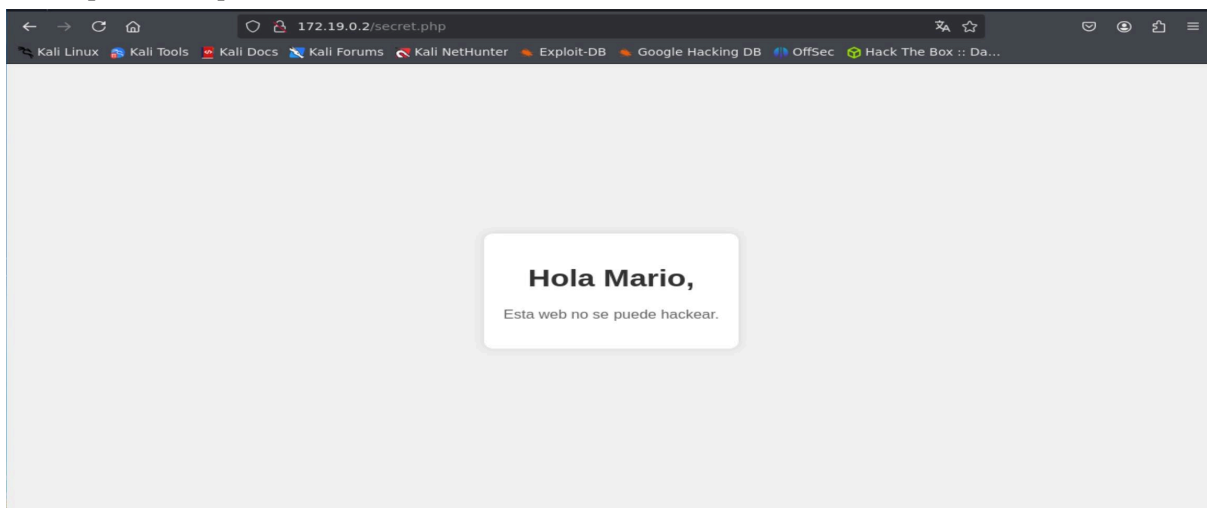 172.19.0.2/secret.php
Kali Linux Kali Tools Kali Docs Kali Forums Kali NetHunter Exploit-DB Google Hacking DB OffSec Hack The Box :: Da...
Hola Mario,
Esta web no se puede hackear.